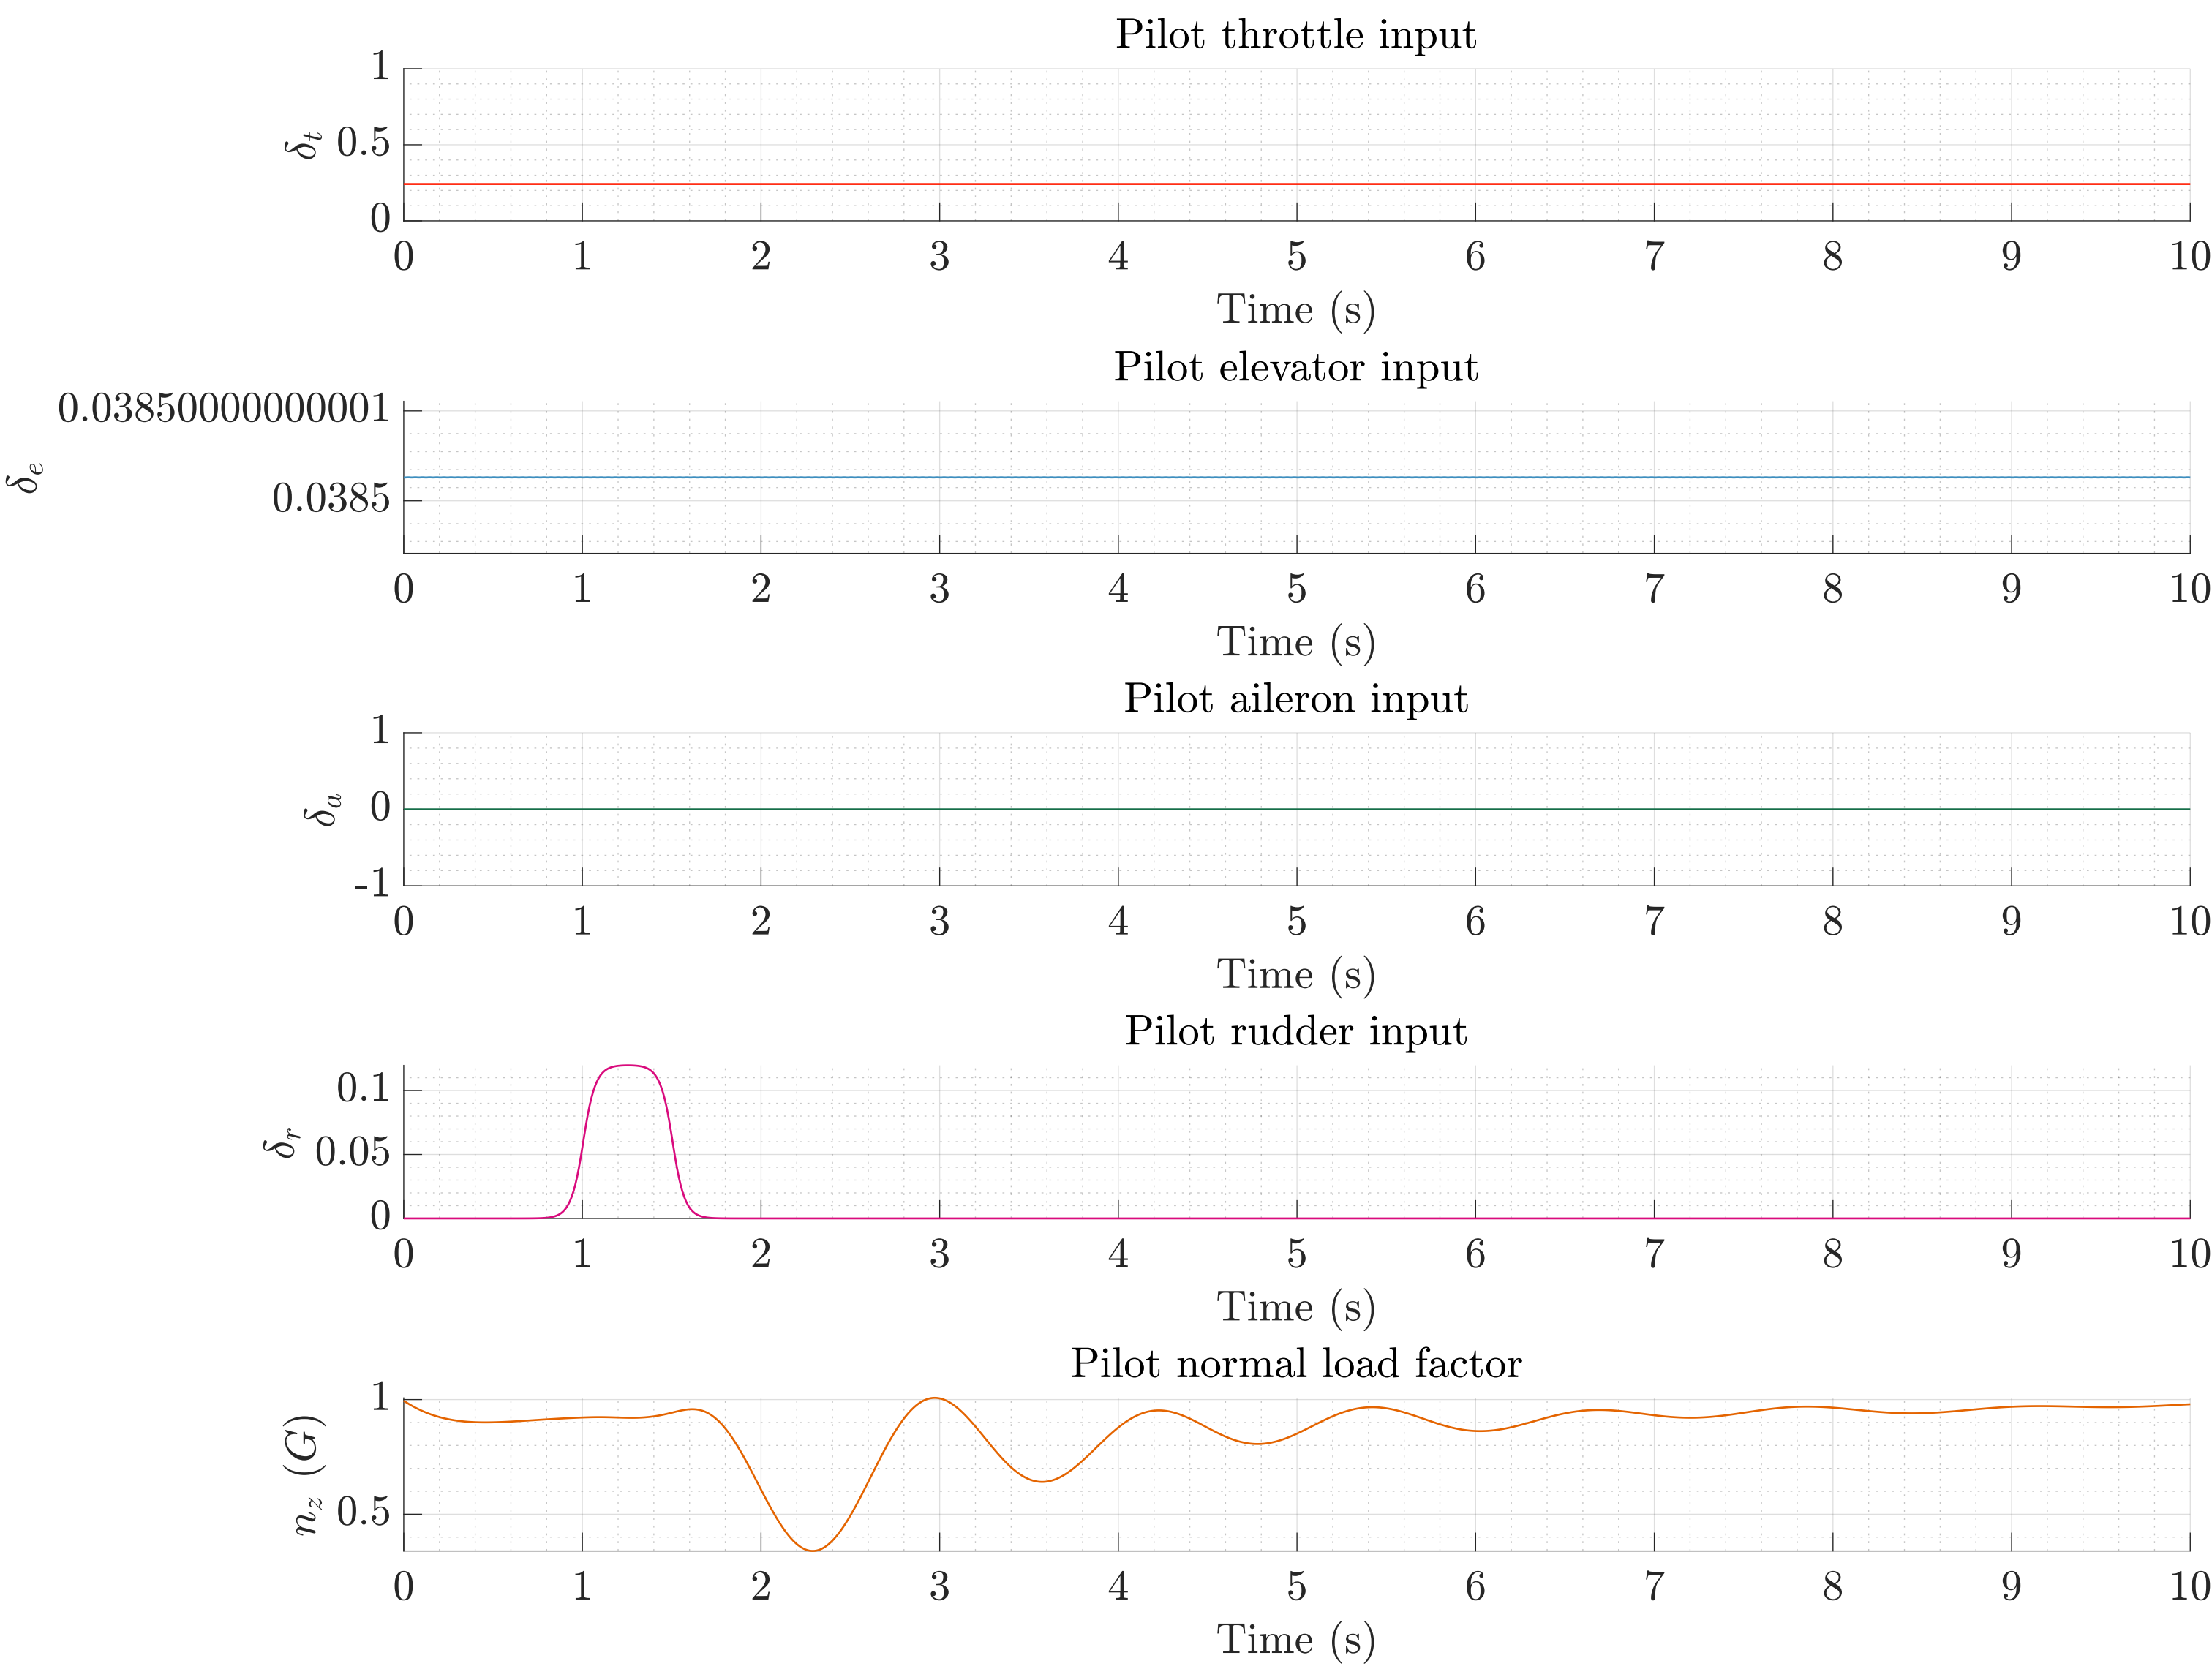 Pilot throttle input
1
0.5
0
δt
0 1 2 3 4 5 6 7 8 9 10
Time (s)
Pilot elevator input
0.03850000000001
0.0385
δe
0 1 2 3 4 5 6 7 8 9 10
Time (s)
Pilot aileron input
1
0
-1
δa
0 1 2 3 4 5 6 7 8 9 10
Time (s)
Pilot rudder input
0.1
0.05
0
δr
0 1 2 3 4 5 6 7 8 9 10
Time (s)
Pilot normal load factor
1
0.5
nz (G)
0 1 2 3 4 5 6 7 8 9 10
Time (s)